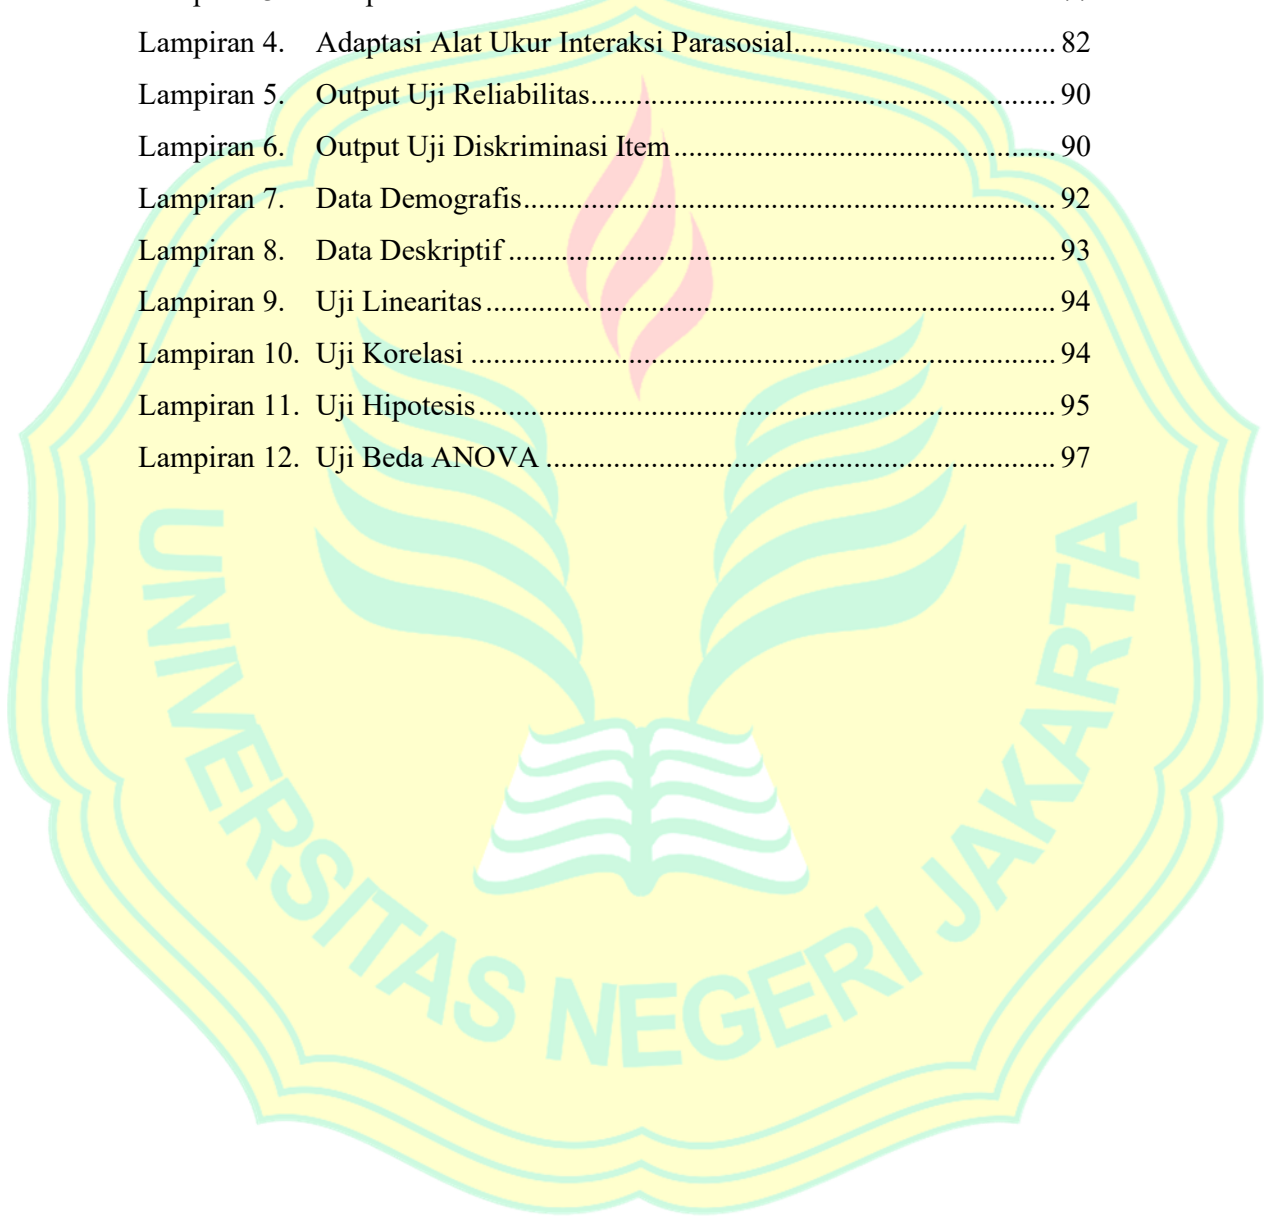 Lampiran 4. Adaptasi Alat Ukur Interaksi Parasosial.................................. 82
Lampiran 5. Output Uji Reliabilitas............................................................ 90
Lampiran 6. Output Uji Diskriminasi Item.................................................. 90
Lampiran 7. Data Demografis..................................................................... 92
Lampiran 8. Data Deskriptif....................................................................... 93
Lampiran 9. Uji Linearitas.......................................................................... 94
Lampiran 10. Uji Korelasi............................................................................ 94
Lampiran 11. Uji Hipotesis........................................................................... 95
Lampiran 12. Uji Beda ANOVA.................................................................. 97
UNIVERSITAS NEGERI JAKARTA